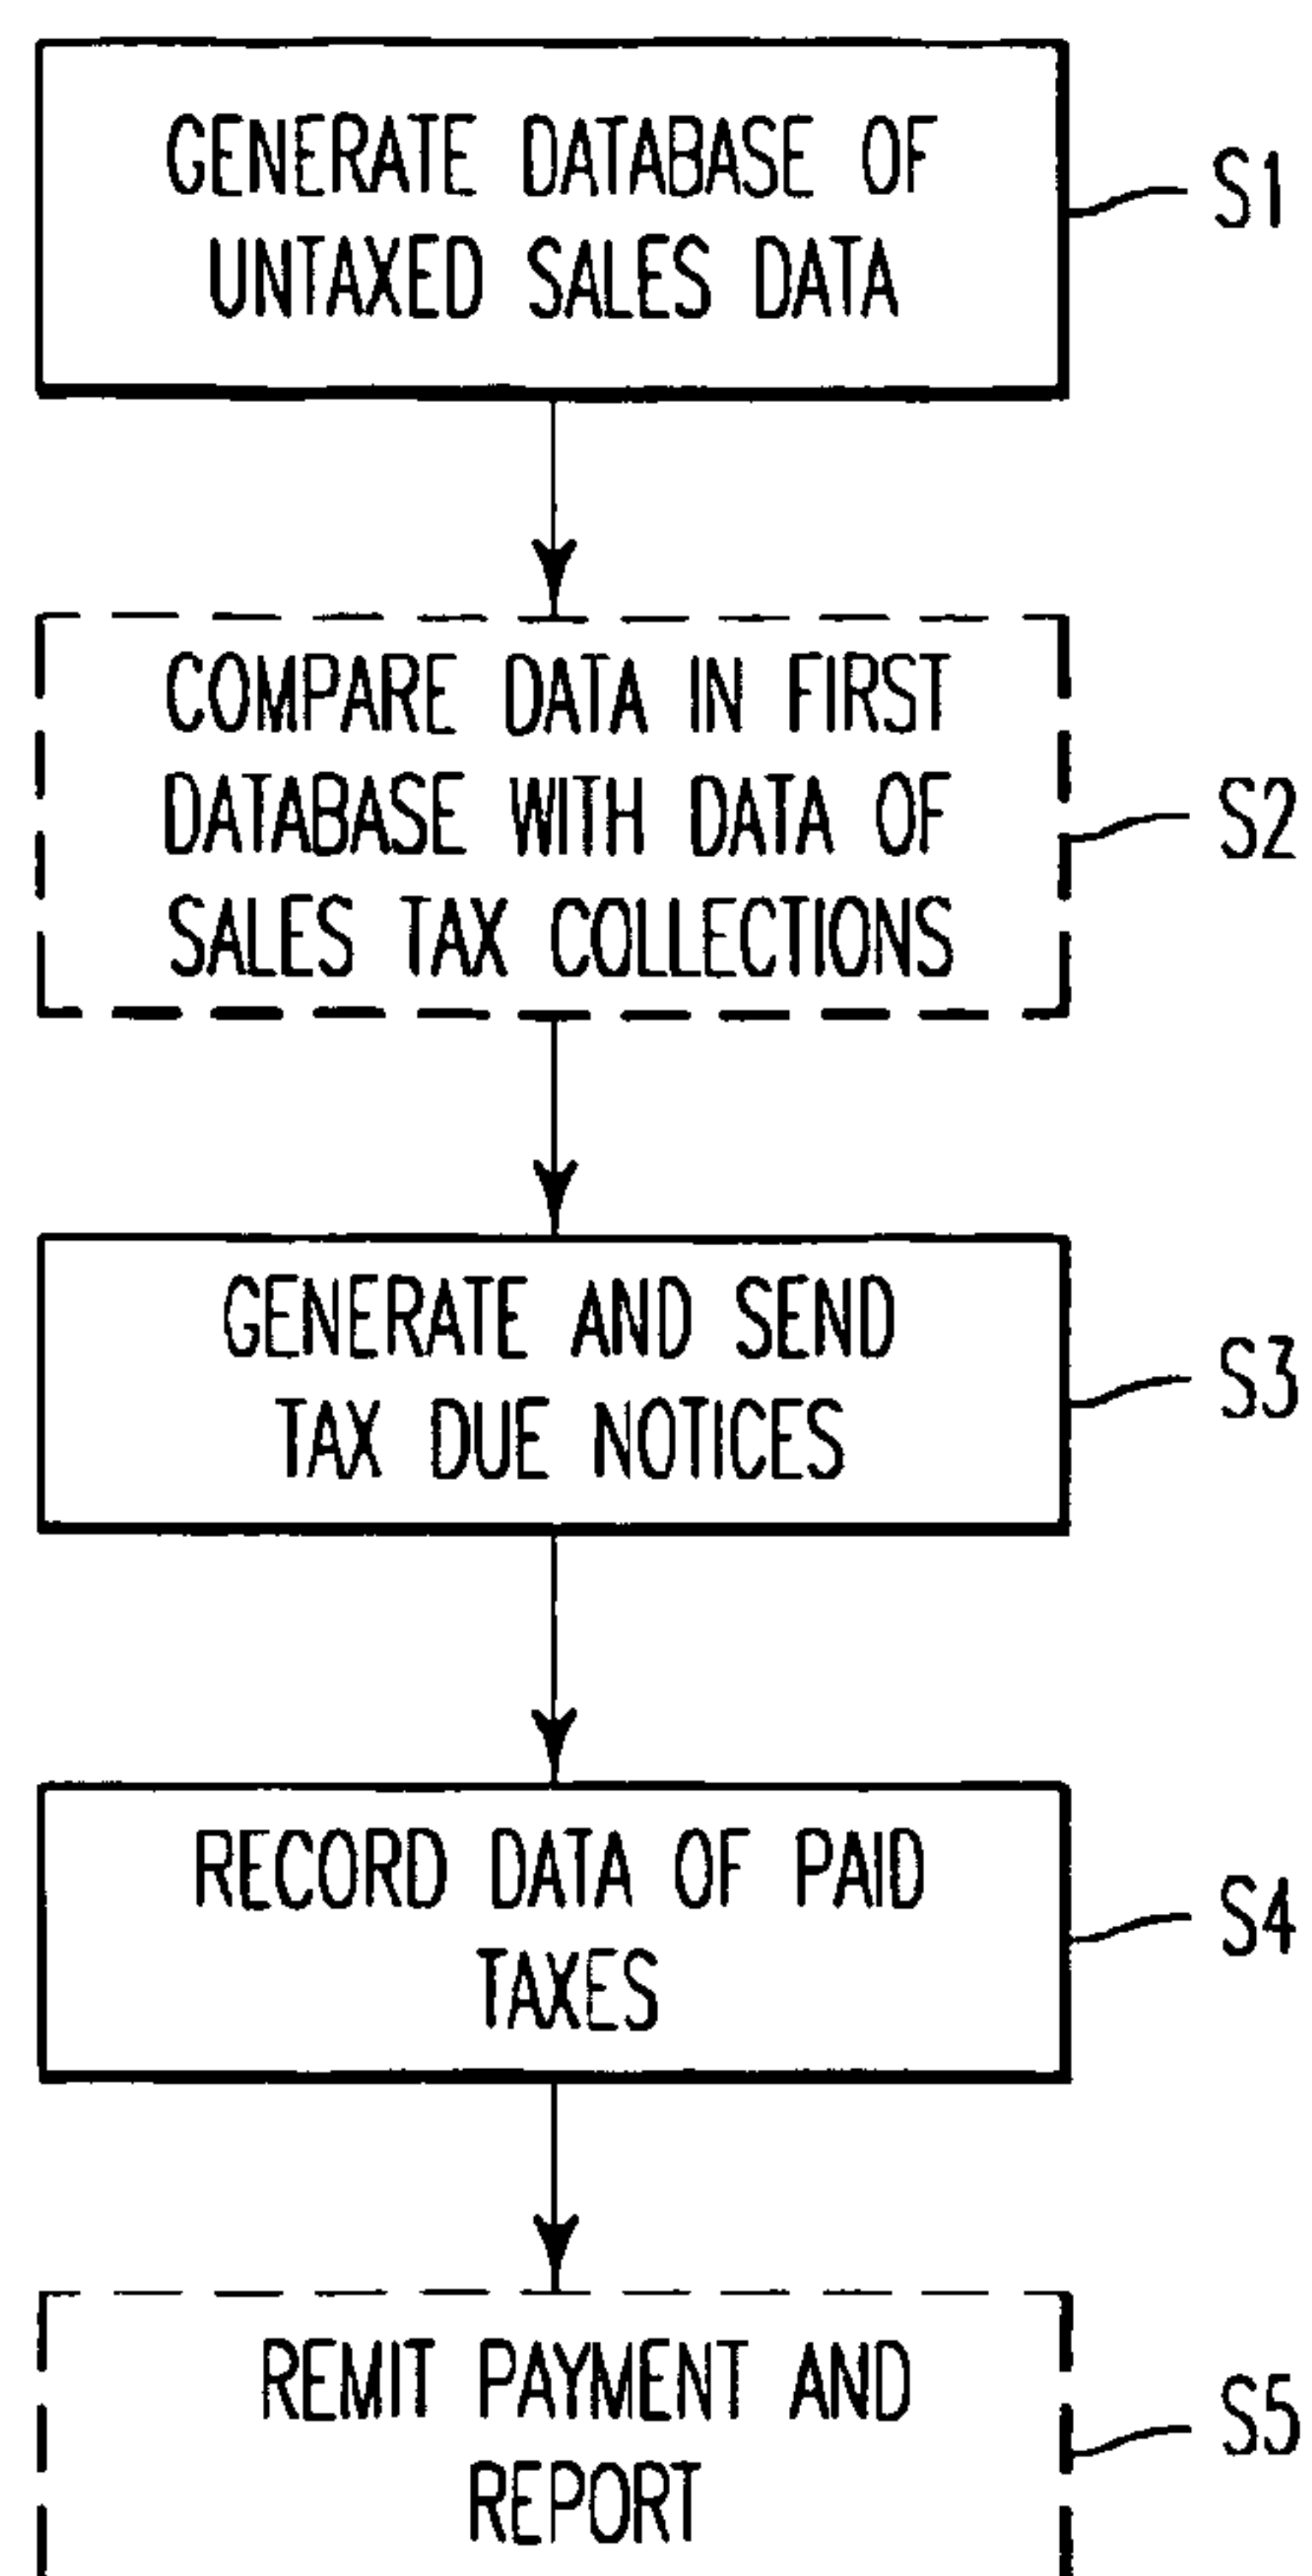 GENERATE DATABASE OF
UNTAXED SALES DATA
S1
COMPARE DATA IN FIRST
DATABASE WITH DATA OF
SALES TAX COLLECTIONS
S2
GENERATE AND SEND
TAX DUE NOTICES
S3
RECORD DATA OF PAID
TAXES
S4
REMIT PAYMENT AND
REPORT
S5